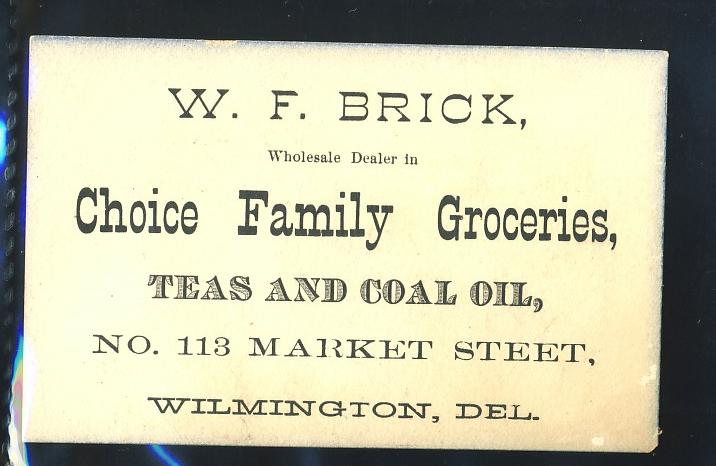 W. F. BRICK,
Wholesale Dealer in
Choice Family Groceries,
TEAS AND COAL OIL,
NO. 113 MARKET STEET,
WILMINGTON, DEL.